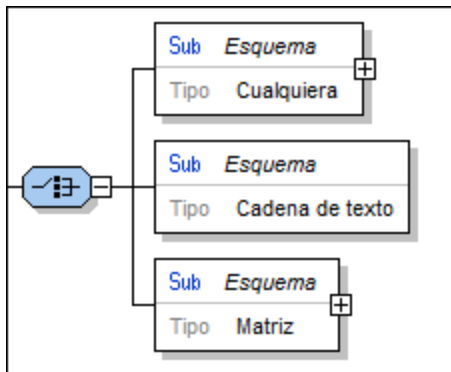 Sub Esquema
Tipo Cualquiera
Sub Esquema
Tipo Cadena de texto
Sub Esquema
Tipo Matriz